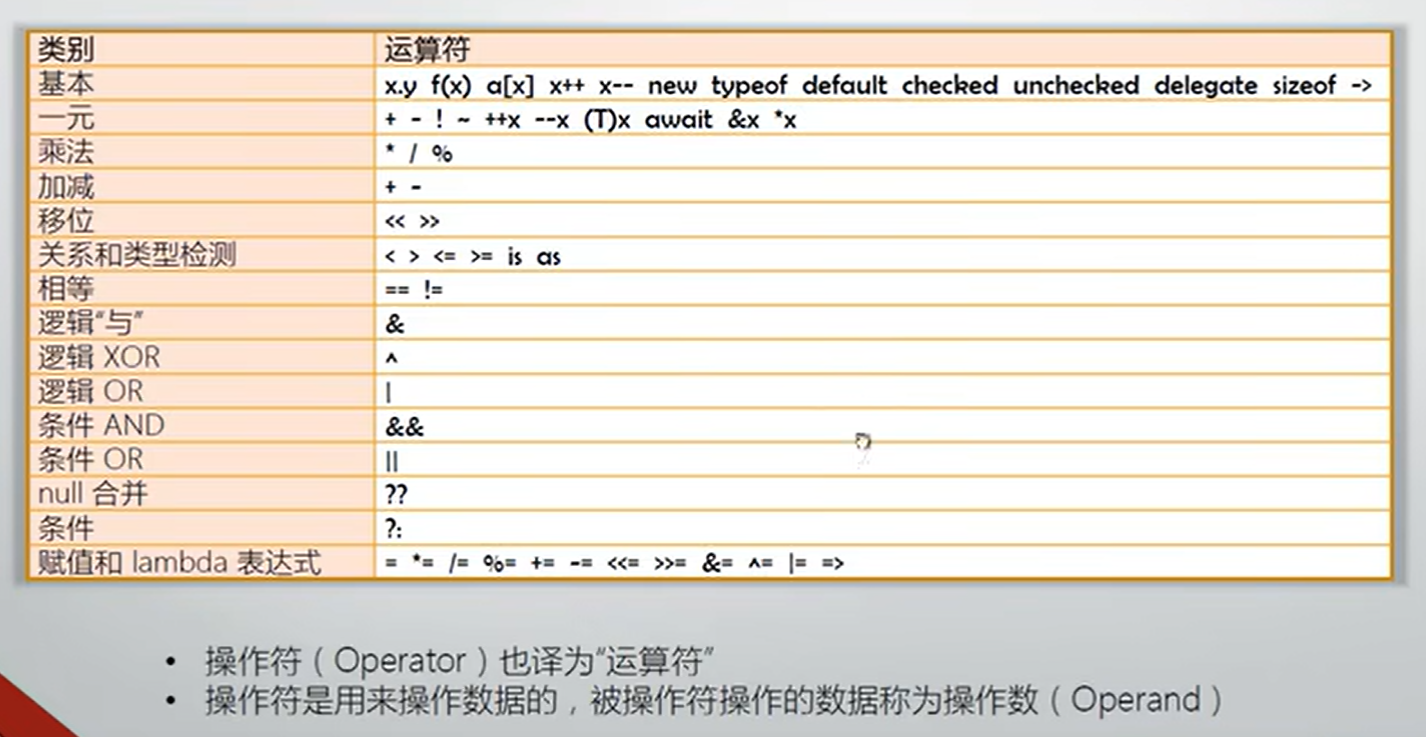 类别 运算符
基本 x.y f(x) a[x] x++ x-- new typeof default checked unchecked delegate sizeof ->
一元 + - ! ~ ++x --x (T)x await &x *x
乘法 * / %
加减 + -
移位 << >>
关系和类型检测 < > <= >= is as
相等 == !=
逻辑“与” &
逻辑 XOR ^
逻辑 OR |
条件 AND &&
条件 OR ||
null 合并 ??
条件 ?:
赋值和 lambda 表达式 = *= /= %= += -= <<= >>= &= ^= |= =>
• 操作符（Operator）也译为“运算符”
• 操作符是用来操作数据的，被操作符操作的数据称为操作数（Operand）